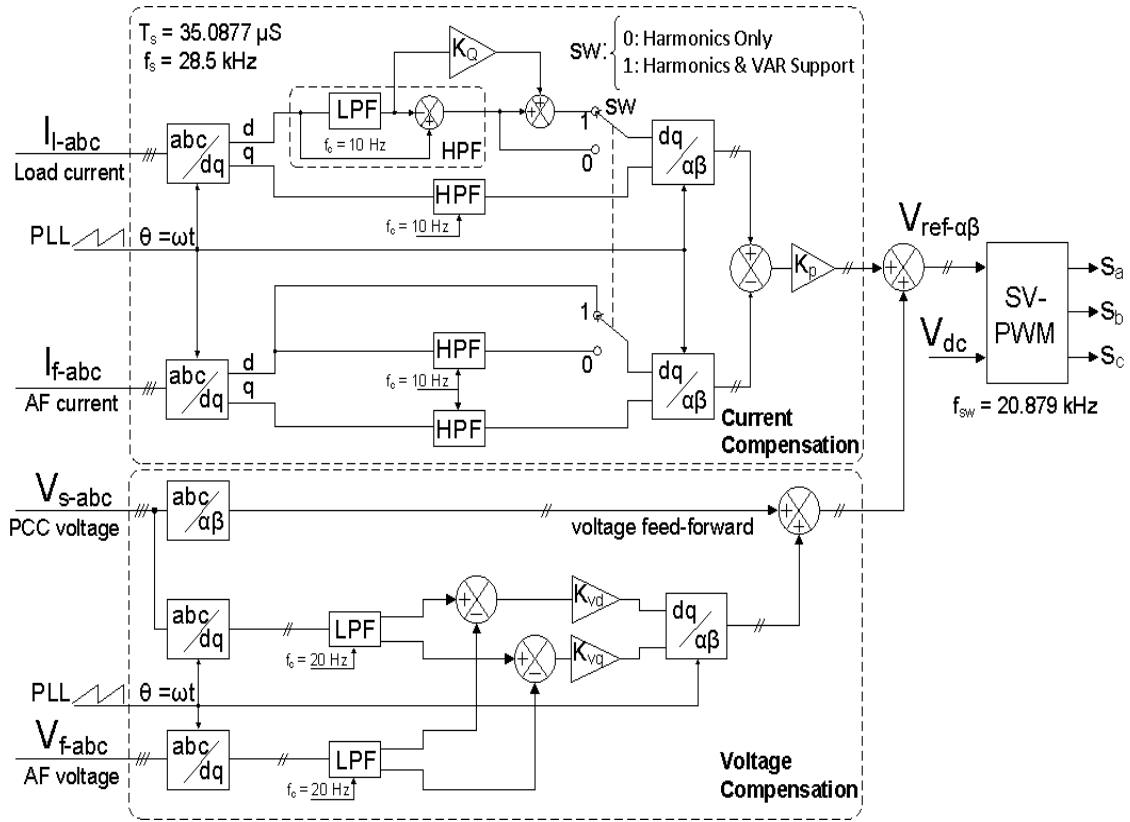 Ts = 35.0877 µS
fs = 28.5 kHz
KQ
SW:
0: Harmonics Only
1: Harmonics & VAR Support
Il-abc
Load current
abc
dq
d
q
LPF
fc = 10 Hz
+
+
-
HPF
+
+
1
SW
0
HPF
fc = 10 Hz
dq
αβ
PLL
θ =ωt
+
-
Kp
+
+
Vref-αβ
SV-
PWM
Sa
Sb
Sc
Vdc
fsw = 20.879 kHz
If-abc
AF current
abc
dq
d
q
1
0
HPF
fc = 10 Hz
HPF
dq
αβ
Current
Compensation
Vs-abc
PCC voltage
abc
αβ
voltage feed-forward
+
+
abc
dq
LPF
fc = 20 Hz
+
-
Kvd
+
-
Kvq
dq
αβ
PLL
θ =ωt
Vf-abc
AF voltage
abc
dq
LPF
fc = 20 Hz
Voltage
Compensation